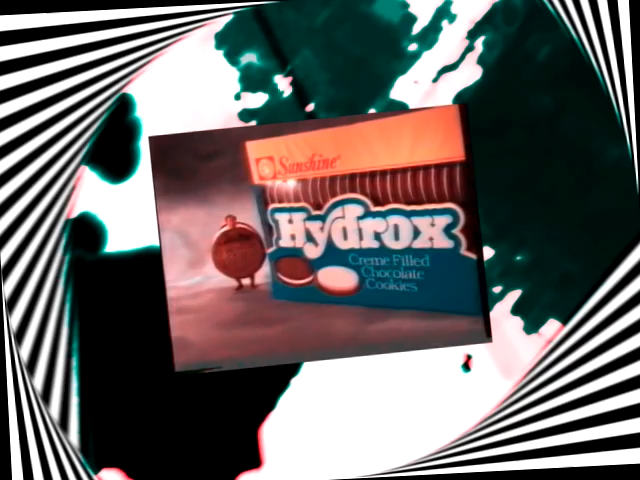 Sunshine
Hydrox
Creme Filled
Chocolate
Cookies